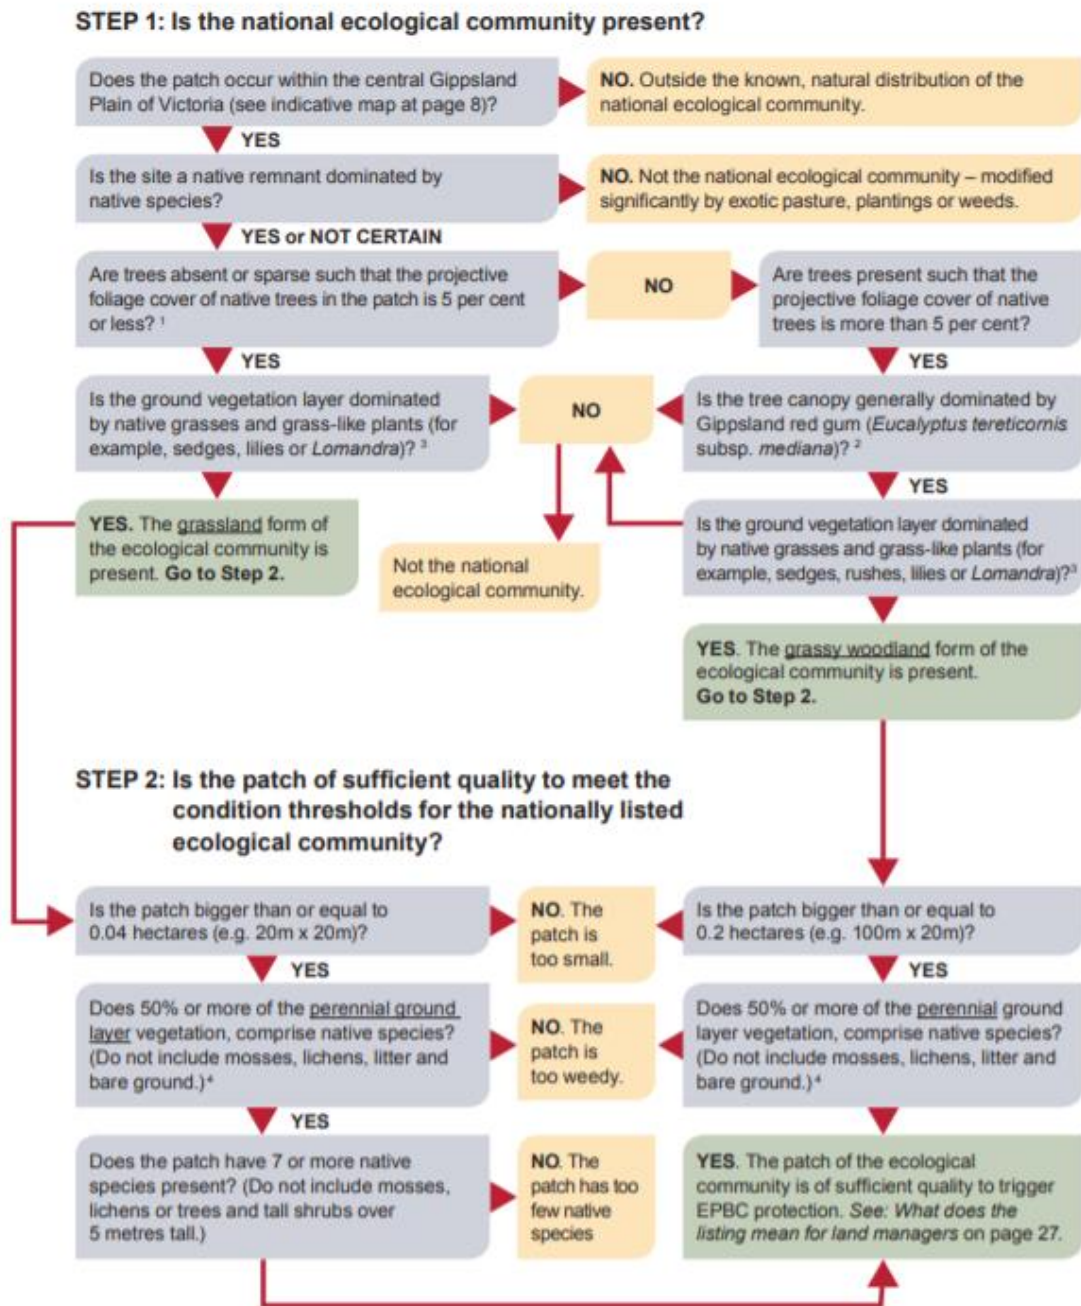 STEP 1: Is the national ecological community present?
Does the patch occur within the central Gippsland
Plain of Victoria (see indicative map at page 8)?
NO. Outside the known, natural distribution of the
national ecological community.
YES
Is the site a native remnant dominated by
native species?
NO. Not the national ecological community – modified
significantly by exotic pasture, plantings or weeds.
YES or NOT CERTAIN
Are trees absent or sparse such that the projective
foliage cover of native trees in the patch is 5 per cent
or less? ¹
NO
Are trees present such that the
projective foliage cover of native
trees is more than 5 per cent?
YES
YES
Is the ground vegetation layer dominated
by native grasses and grass-like plants (for
example, sedges, lilies or Lomandra)? ³
NO
Is the tree canopy generally dominated by
Gippsland red gum (Eucalyptus tereticornis
subsp. mediana)? ²
YES
YES. The grassland form of
the ecological community is
present. Go to Step 2.
Not the national
ecological community.
Is the ground vegetation layer dominated
by native grasses and grass-like plants (for
example, sedges, rushes, lilies or Lomandra)?³
YES. The grassy woodland form of the
ecological community is present.
Go to Step 2.
STEP 2: Is the patch of sufficient quality to meet the
condition thresholds for the nationally listed
ecological community?
Is the patch bigger than or equal to
0.04 hectares (e.g. 20m x 20m)?
NO. The
patch is
too small.
Is the patch bigger than or equal to
0.2 hectares (e.g. 100m x 20m)?
YES
YES
Does 50% or more of the perennial ground
layer vegetation, comprise native species?
(Do not include mosses, lichens, litter and
bare ground.)⁴
NO. The
patch is
too weedy.
Does 50% or more of the perennial ground
layer vegetation, comprise native species?
(Do not include mosses, lichens, litter and
bare ground.)⁴
YES
Does the patch have 7 or more native
species present? (Do not include mosses,
lichens or trees and tall shrubs over
5 metres tall.)
NO. The
patch has too
few native
species
YES. The patch of the ecological
community is of sufficient quality to trigger
EPBC protection. See: What does the
listing mean for land managers on page 27.